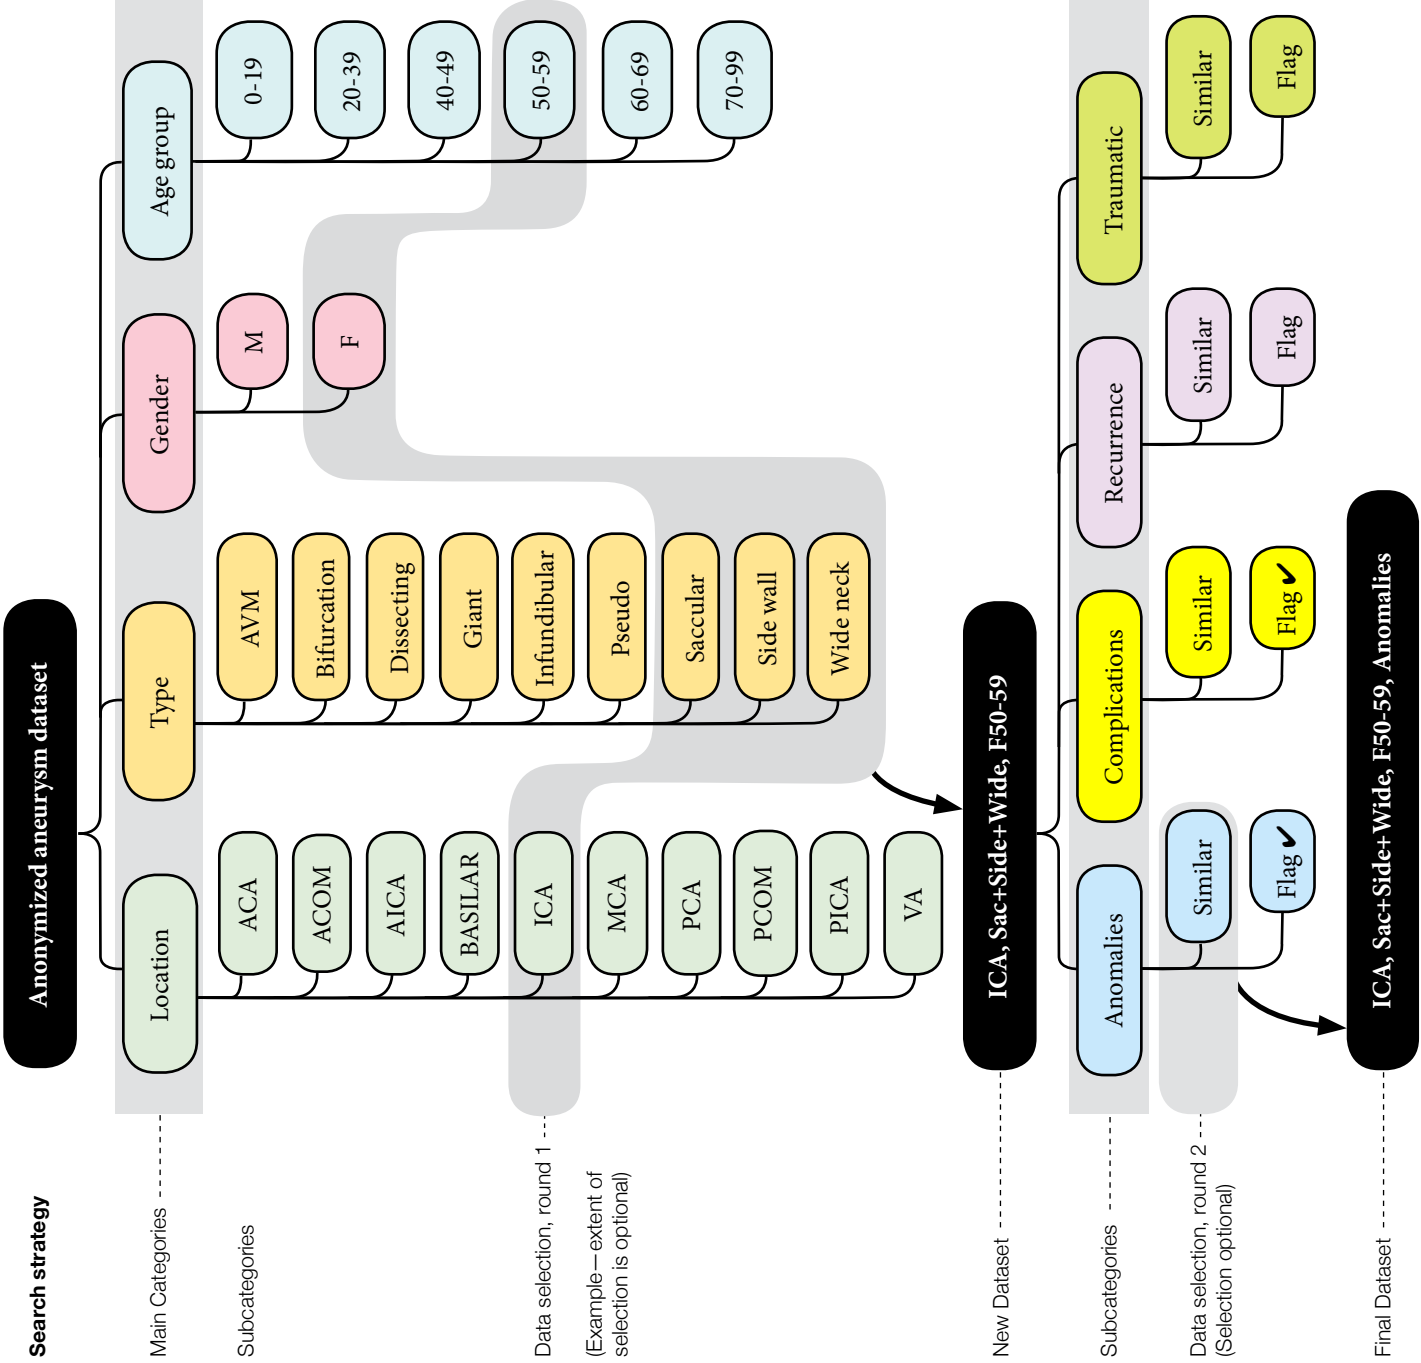 Search strategy
Anonymized aneurysm dataset
Main Categories
Location
Type
Gender
Age group
Subcategories
ACA
ACOM
AICA
BASILAR
ICA
MCA
PCA
PCOM
PICA
VA
AVM
Bifurcation
Dissecting
Giant
Infundibular
Pseudo
Saccular
Side wall
Wide neck
M
F
0-19
20-39
40-49
50-59
60-69
70-99
Data selection, round 1
(Example—extent of
selection is optional)
New Dataset
ICA, Sac+Side+Wide, F50-59
Subcategories
Anomalies
Complications
Recurrence
Traumatic
Data selection, round 2
(Selection optional)
Similar
Flag ✔
Similar
Flag ✔
Similar
Flag
Similar
Flag
Final Dataset
ICA, Sac+Side+Wide, F50-59, Anomalies